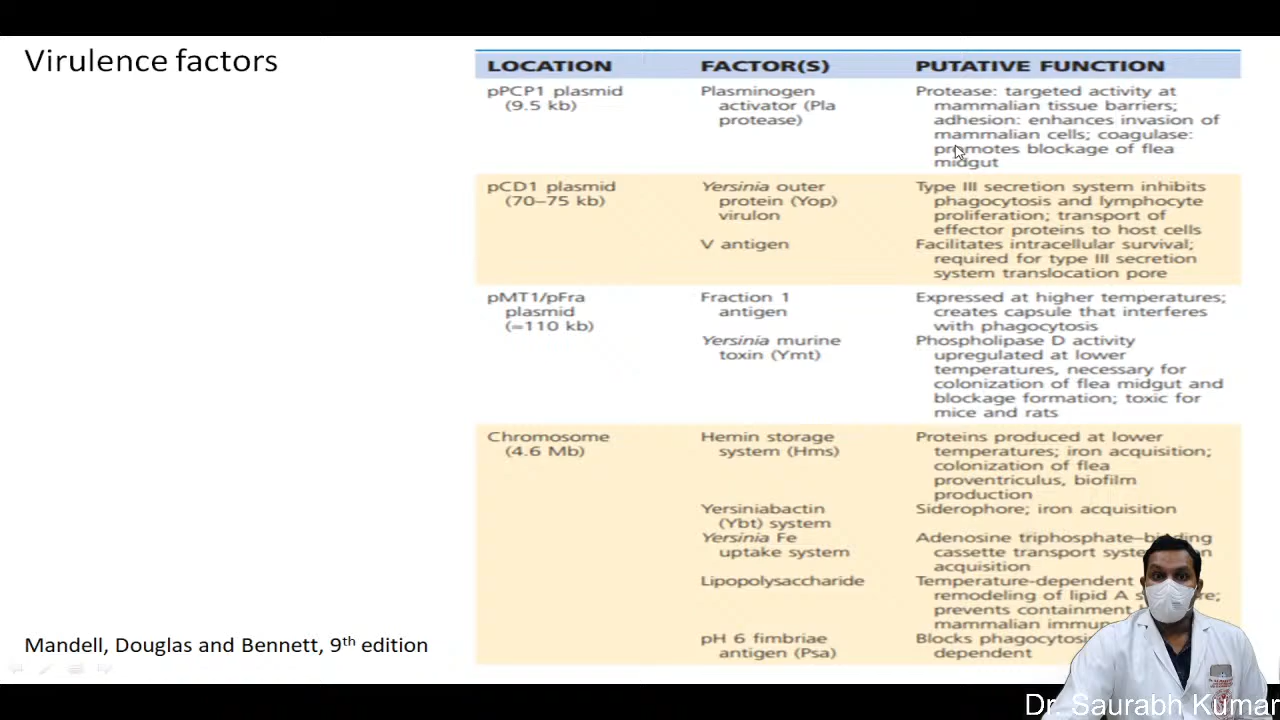 Virulence factors
LOCATION FACTOR(S) PUTATIVE FUNCTION
pPCP1 plasmid
(9.5 kb)
Plasminogen
activator (Pla
protease)
Protease: targeted activity at
mammalian tissue barriers;
adhesion: enhances invasion of
mammalian cells; coagulase:
promotes blockage of flea
midgut
pCD1 plasmid
(70–75 kb)
Yersinia outer
protein (Yop)
virulon
Type III secretion system inhibits
phagocytosis and lymphocyte
proliferation; transport of
effector proteins to host cells
V antigen
Facilitates intracellular survival;
required for type III secretion
system translocation pore
pMT1/pFra
plasmid
(≈110 kb)
Fraction 1
antigen
Expressed at higher temperatures;
creates capsule that interferes
with phagocytosis
Yersinia murine
toxin (Ymt)
Phospholipase D activity
upregulated at lower
temperatures, necessary for
colonization of flea midgut and
blockage formation; toxic for
mice and rats
Chromosome
(4.6 Mb)
Hemin storage
system (Hms)
Proteins produced at lower
temperatures; iron acquisition;
colonization of flea
proventriculus, biofilm
production
Yersiniabactin
(Ybt) system
Siderophore; iron acquisition
Yersinia Fe
uptake system
Adenosine triphosphate–binding
cassette transport
acquisition
Lipopolysaccharide
Temperature-dependent
remodeling of lipid A
prevents containment
mammalian
pH 6 fimbriae
antigen (Psa)
Blocks
dependent
Mandell, Douglas and Bennett, 9th edition
Dr. Saurabh Kumar